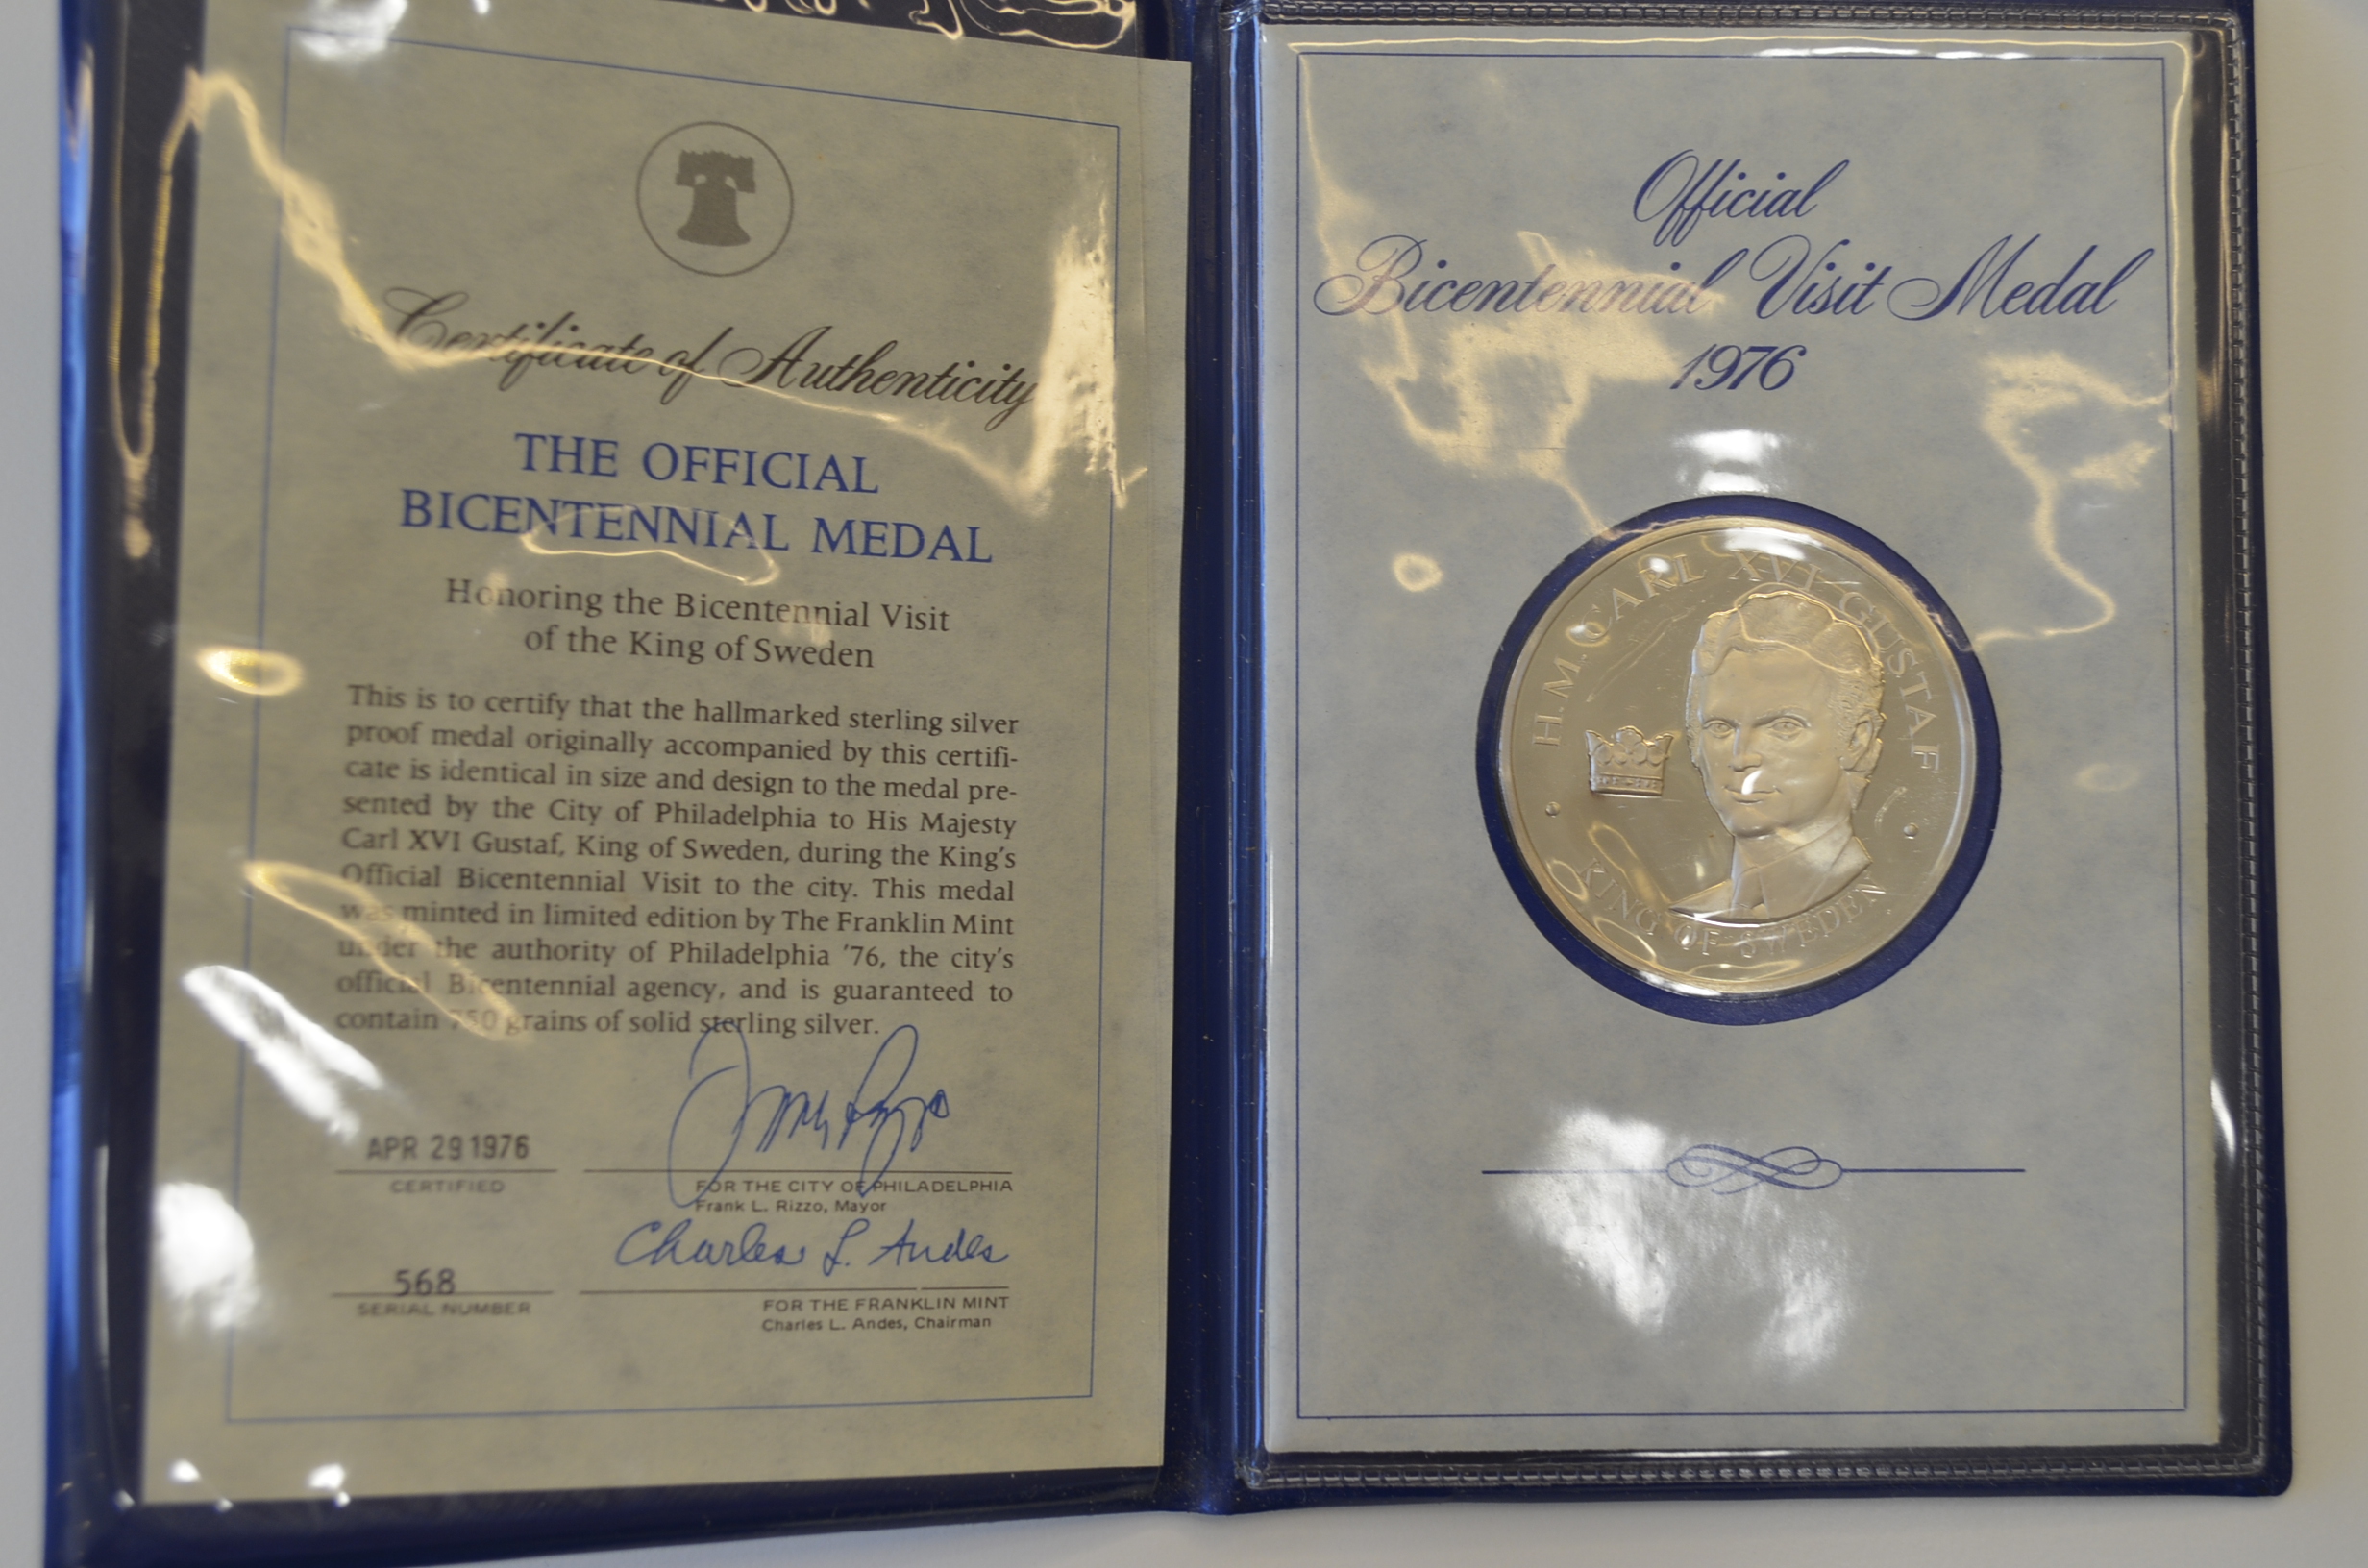 Certificate of Authenticity
THE OFFICIAL
BICENTENNIAL MEDAL
Honoring the Bicentennial Visit
of the King of Sweden
This is to certify that the hallmarked sterling silver
proof medal originally accompanied by this certifi-
cate is identical in size and design to the medal pre-
sented by the City of Philadelphia to His Majesty
Carl XVI Gustaf, King of Sweden, during the King's
Official Bicentennial Visit to the city. This medal
was minted in limited edition by The Franklin Mint
under the authority of Philadelphia '76, the city's
official Bicentennial agency, and is guaranteed to
contain 750 grains of solid sterling silver.
APR 29 1976
CERTIFIED
FOR THE CITY OF PHILADELPHIA
Frank L. Rizzo, Mayor
Charles L. Andes
568
SERIAL NUMBER
FOR THE FRANKLIN MINT
Charles L. Andes, Chairman
Official
Bicentennial Visit Medal
1976
H.M. CARL XVI GUSTAF
KING OF SWEDEN